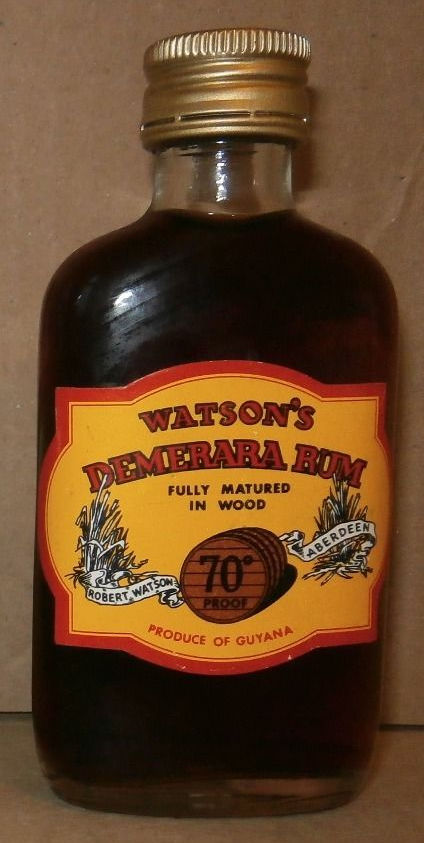 WATSON'S
DEMERARA RUM
FULLY MATURED
IN WOOD
ROBERT WATSON
70°
PROOF
ABERDEEN
PRODUCE OF GUYANA